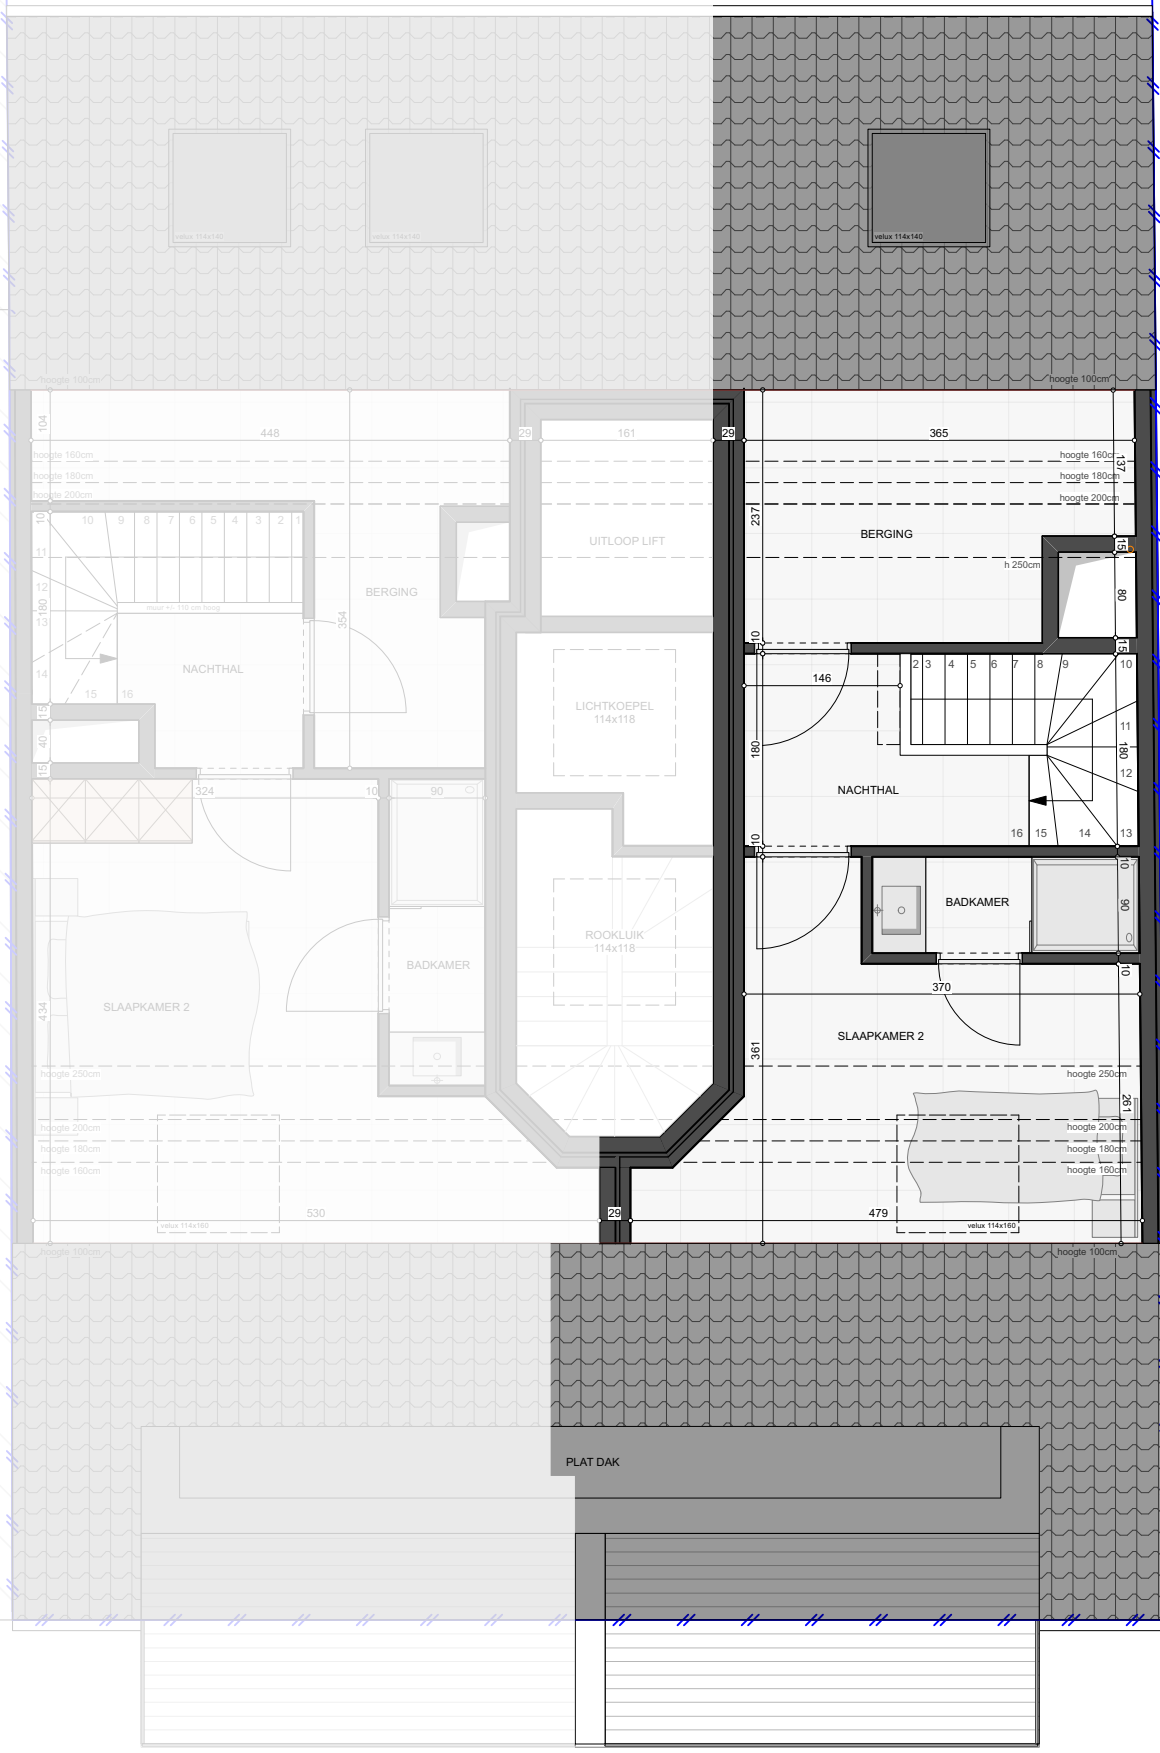 velux 114x140
velux 114x140
velux 114x140
hoogte 100cm
hoogte 100cm
104
448
29
161
29
365
hoogte 160cm
hoogte 160cm
137
hoogte 180cm
hoogte 180cm
hoogte 200cm
hoogte 200cm
10
10 9 8 7 6 5 4 3 2 1
237
UITLOOP LIFT
BERGING
15
11
h 250cm
12
180
muur +/- 110 cm hoog
BERGING
80
13
354
10
15
14
NACHTHAL
2 3 4 5 6 7 8 9 10
15 16
146
15
LICHTKOEPEL
114x118
11
40
180
180
15
12
324
10
90
NACHTHAL
16 15 14 13
10
10
BADKAMER
90
ROOKLUIK
114x118
BADKAMER
10
370
434
SLAAPKAMER 2
SLAAPKAMER 2
361
hoogte 250cm
hoogte 250cm
261
hoogte 200cm
hoogte 200cm
hoogte 180cm
hoogte 180cm
hoogte 160cm
hoogte 160cm
530
29
479
velux 114x160
velux 114x160
hoogte 100cm
hoogte 100cm
PLAT DAK